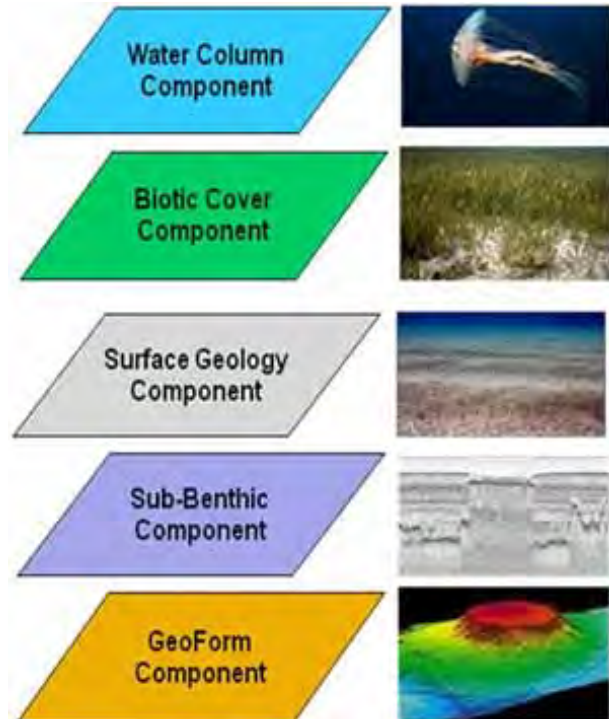 Water Column
Component
Biotic Cover
Component
Surface Geology
Component
Sub-Benthic
Component
GeoForm
Component